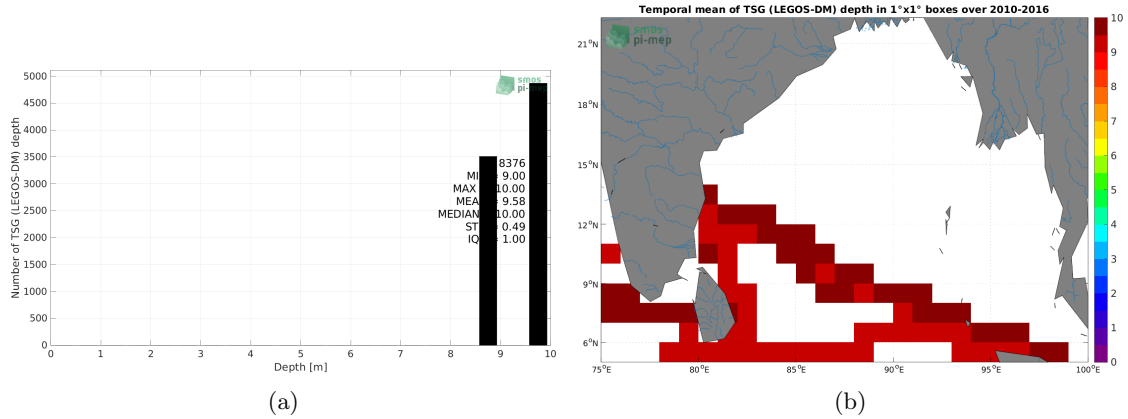 Temporal mean of TSG (LEGOS-DM) depth in 1°x1° boxes over 2010-2016
smos
pi-mep
5000
4500
4000
3500
3000
2500
2000
1500
1000
500
0
Number of TSG (LEGOS-DM) depth
8376
MI = 9.00
MAX 10.00
MEA = 9.58
MEDIAN 10.00
ST = 0.49
IQ = 1.00
0 1 2 3 4 5 6 7 8 9 10
Depth [m]
(a)
smos
pi-mep
21°N
18°N
15°N
12°N
9°N
6°N
75°E 80°E 85°E 90°E 95°E 100°E
10
9
8
7
6
5
4
3
2
1
0
(b)